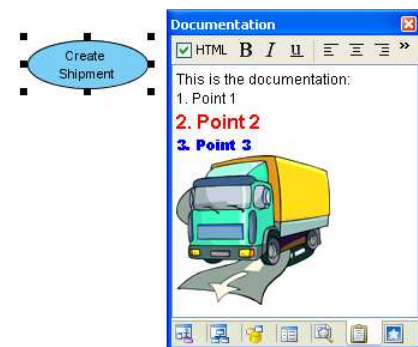 Create
Shipment
Documentation
HTML B I u »
This is the documentation:
1. Point 1
2. Point 2
3. Point 3